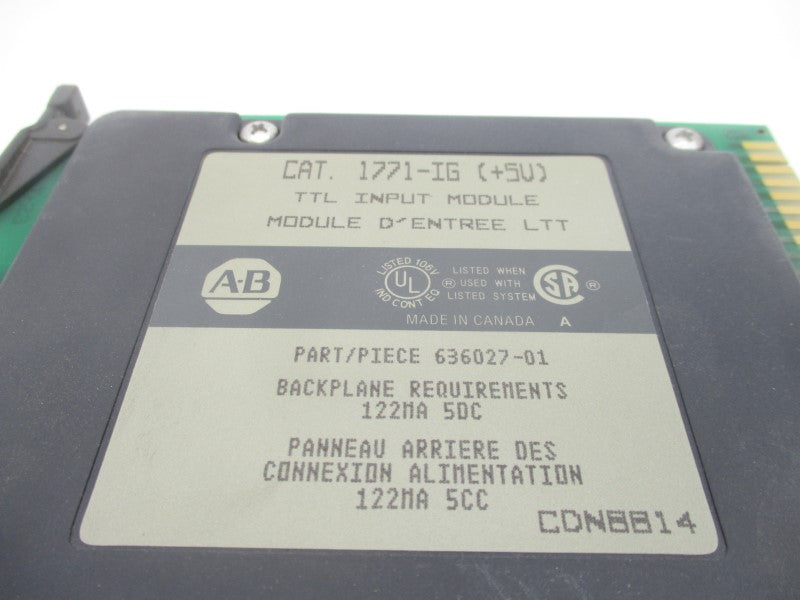 CAT. 1771-IG (+5V)
TTL INPUT MODULE
MODULE D'ENTREE LTT
A-B
LISTED 106V
UL
IND CONT EQ
®
LISTED WHEN
USED WITH
LISTED SYSTEM
SA
®
MADE IN CANADA A
PART/PIECE 636027-01
BACKPLANE REQUIREMENTS
122MA 5DC
PANNEAU ARRIERE DES
CONNEXION ALIMENTATION
122MA 5CC
CDN8814